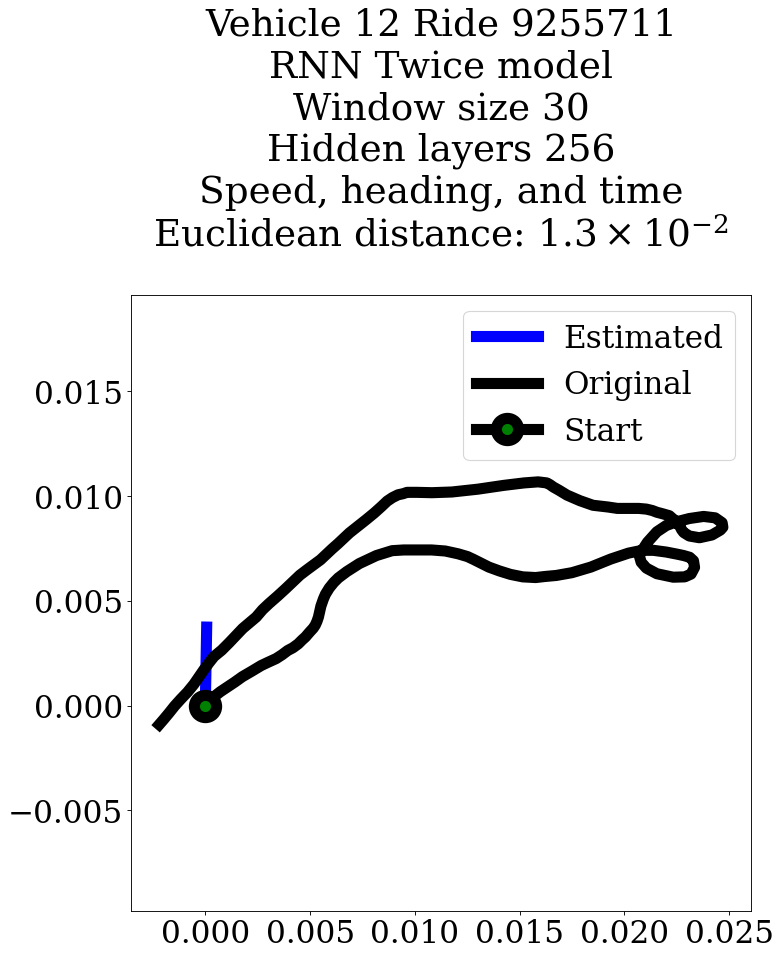 Vehicle 12 Ride 9255711
RNN Twice model
Window size 30
Hidden layers 256
Speed, heading, and time
Euclidean distance: 1.3 × 10⁻²
Estimated
Original
Start
0.015
0.010
0.005
0.000
−0.005
0.000 0.005 0.010 0.015 0.020 0.025